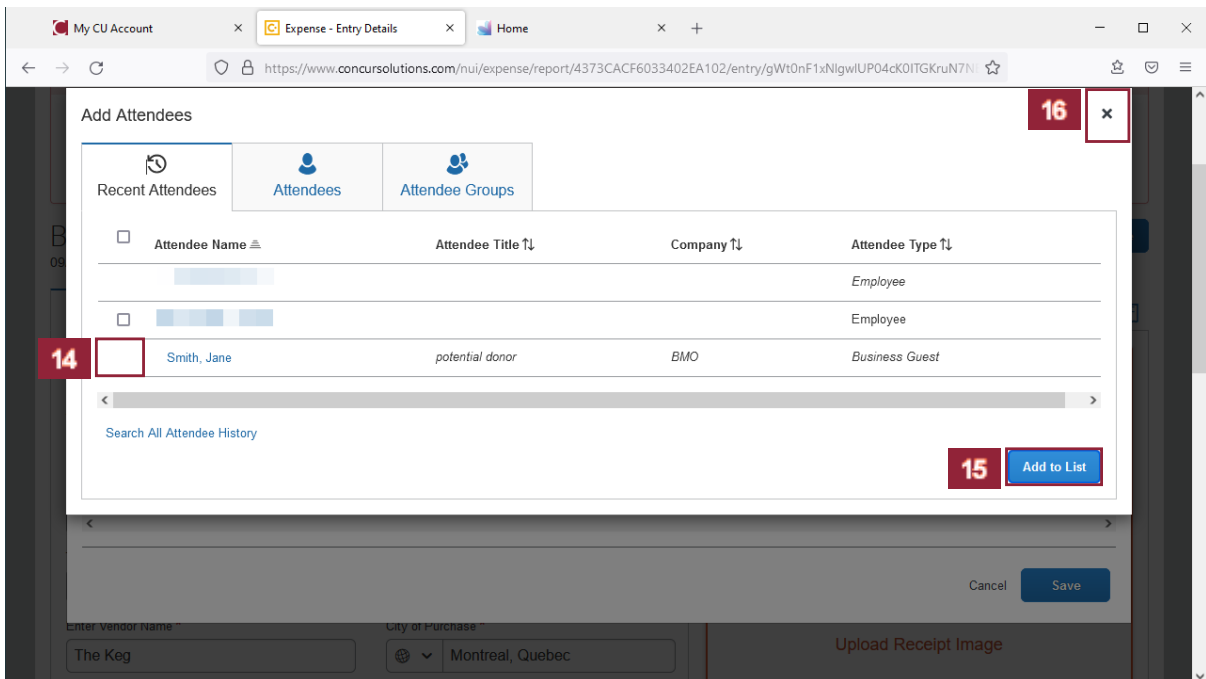 My CU Account Expense - Entry Details Home
https://www.concursolutions.com/nui/expense/report/4373CACF6033402EA102/entry/
Add Attendees 16
Recent Attendees Attendees Attendee Groups
Attendee Name Attendee Title Company Attendee Type
Employee
Employee
14 Smith, Jane potential donor BMO Business Guest
Search All Attendee History
15 Add to List
Cancel Save
Enter Vendor Name * City of Purchase *
The Keg Montreal, Quebec
Upload Receipt Image